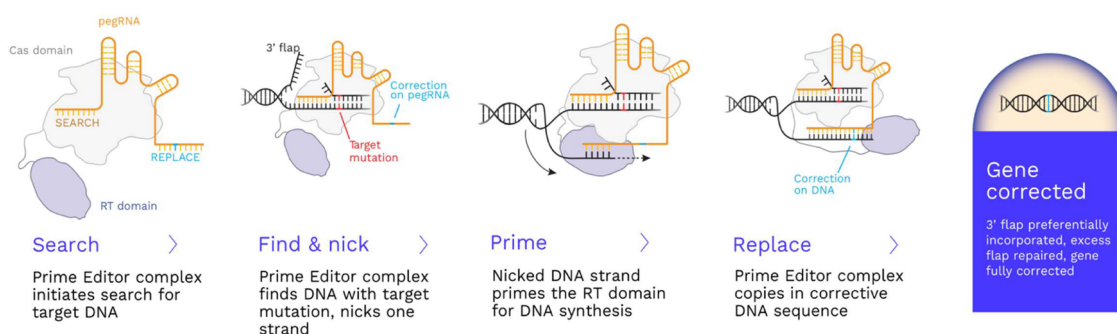 pegRNA
Cas domain
SEARCH
REPLACE
RT domain
Search
Prime Editor complex
initiates search for
target DNA
3’ flap
Correction
on pegRNA
Target
mutation
Find & nick
Prime Editor complex
finds DNA with target
mutation, nicks one
strand
Prime
Nicked DNA strand
primes the RT domain
for DNA synthesis
Correction
on DNA
Replace
Prime Editor complex
copies in corrective
DNA sequence
Gene
corrected
3’ flap preferentially
incorporated, excess
flap repaired, gene
fully corrected